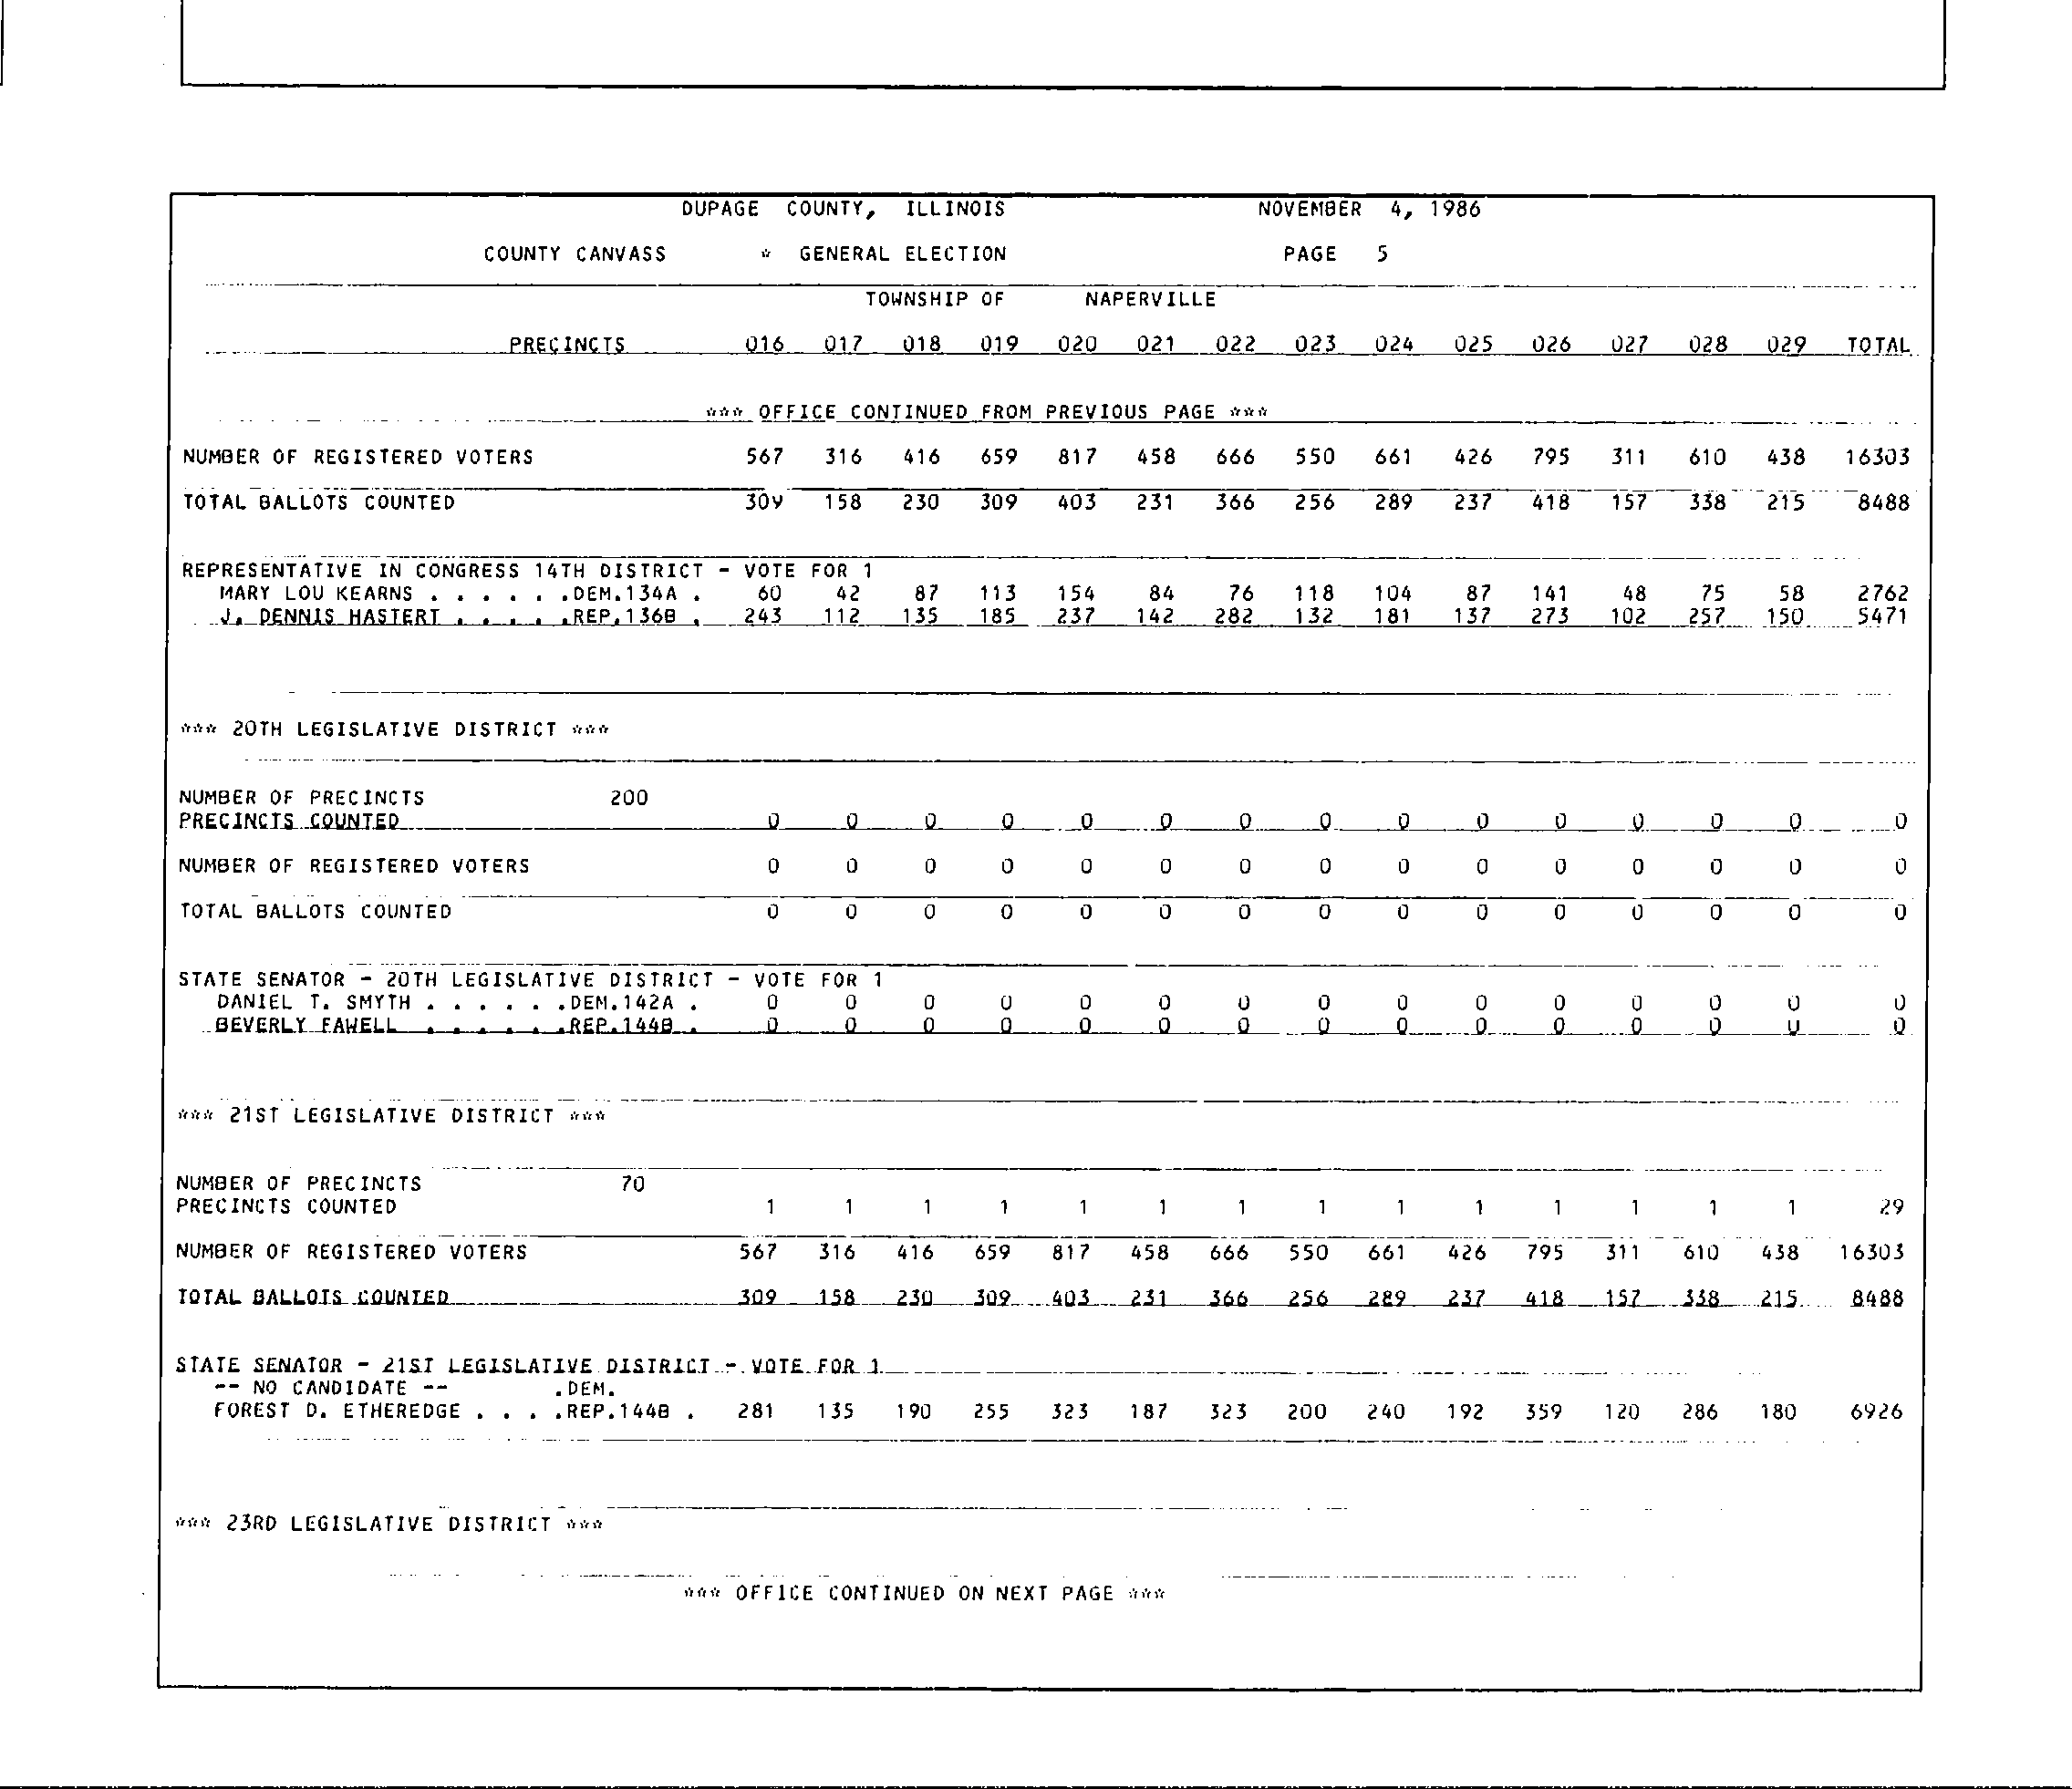 DUPAGE COUNTY, ILLINOIS NOVEMBER 4, 1986
COUNTY CANVASS * GENERAL ELECTION PAGE 5
TOWNSHIP OF NAPERVILLE
PRECINCTS 016 017 018 019 020 021 022 023 024 025 026 027 028 029 TOTAL
*** OFFICE CONTINUED FROM PREVIOUS PAGE ***
NUMBER OF REGISTERED VOTERS 567 316 416 659 817 458 666 550 661 426 795 311 610 438 16303
TOTAL BALLOTS COUNTED 309 158 230 309 403 231 366 256 289 237 418 157 338 215 8488
REPRESENTATIVE IN CONGRESS 14TH DISTRICT - VOTE FOR 1
MARY LOU KEARNS . . . . . .DEM.134A . 60 42 87 113 154 84 76 118 104 87 141 48 75 58 2762
J. DENNIS HASTERT . . . . .REP.136B . 243 112 135 185 237 142 282 132 181 137 273 102 257 150 5471
*** 20TH LEGISLATIVE DISTRICT ***
NUMBER OF PRECINCTS 200
PRECINCTS COUNTED 0 0 0 0 0 0 0 0 0 0 0 0 0 0 0
NUMBER OF REGISTERED VOTERS 0 0 0 0 0 0 0 0 0 0 0 0 0 0 0
TOTAL BALLOTS COUNTED 0 0 0 0 0 0 0 0 0 0 0 0 0 0 0
STATE SENATOR - 20TH LEGISLATIVE DISTRICT - VOTE FOR 1
DANIEL T. SMYTH . . . . . .DEM.142A . 0 0 0 0 0 0 0 0 0 0 0 0 0 0 0
BEVERLY FAWELL . . . . . .REP.144B . 0 0 0 0 0 0 0 0 0 0 0 0 0 0 0
*** 21ST LEGISLATIVE DISTRICT ***
NUMBER OF PRECINCTS 70
PRECINCTS COUNTED 1 1 1 1 1 1 1 1 1 1 1 1 1 1 29
NUMBER OF REGISTERED VOTERS 567 316 416 659 817 458 666 550 661 426 795 311 610 438 16303
TOTAL BALLOTS COUNTED 309 158 230 309 403 231 366 256 289 237 418 157 338 215 8488
STATE SENATOR - 21ST LEGISLATIVE DISTRICT - VOTE FOR 1
-- NO CANDIDATE -- .DEM.
FOREST D. ETHEREDGE . . . .REP.144B . 281 135 190 255 323 187 323 200 240 192 359 120 286 180 6926
*** 23RD LEGISLATIVE DISTRICT ***
*** OFFICE CONTINUED ON NEXT PAGE ***